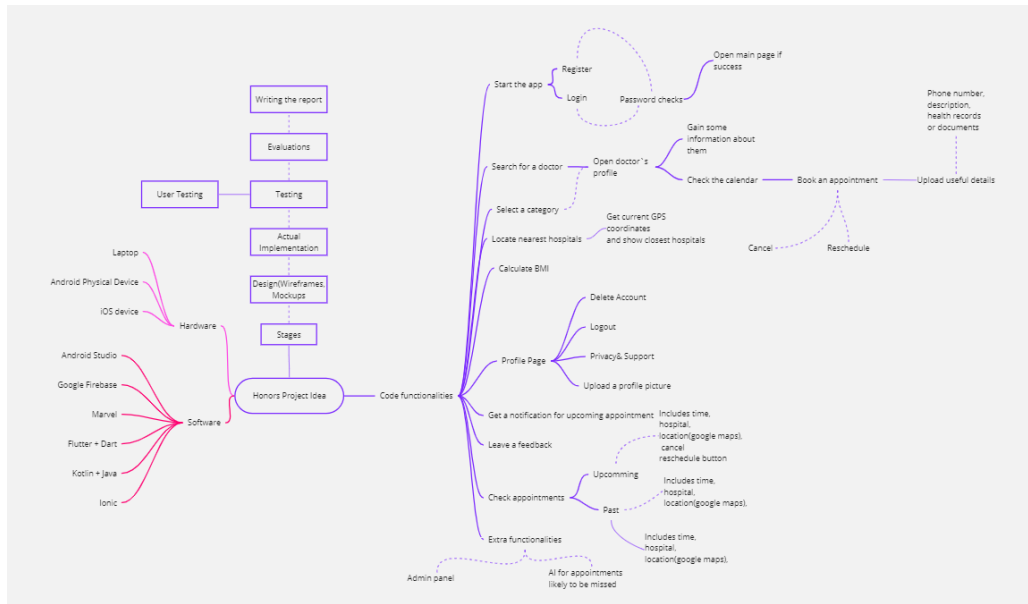 Writing the report
Evaluations
User Testing
Testing
Actual
Implementation
Design(Wireframes,
Mockups
Stages
Laptop
Android Physical Device
iOS device
Hardware
Android Studio
Google Firebase
Marvel
Flutter + Dart
Kotlin + Java
Ionic
Software
Honors Project Idea
Code functionalities
Start the app
Register
Login
Password checks
Open main page if
success
Search for a doctor
Select a category
Open doctor`s
profile
Gain some
information about
them
Check the calendar
Book an appointment
Cancel
Reschedule
Upload useful details
Phone number,
description,
health records
or documents
Locate nearest hospitals
Get current GPS
coordinates
and show closest hospitals
Calculate BMI
Profile Page
Delete Account
Logout
Privacy& Support
Upload a profile picture
Get a notification for upcoming appointment
Leave a feedback
Check appointments
Upcomming
Includes time,
hospital,
location(google maps),
cancel
reschedule button
Past
Includes time,
hospital,
location(google maps),
Includes time,
hospital,
location(google maps),
Extra functionalities
Admin panel
AI for appointments
likely to be missed